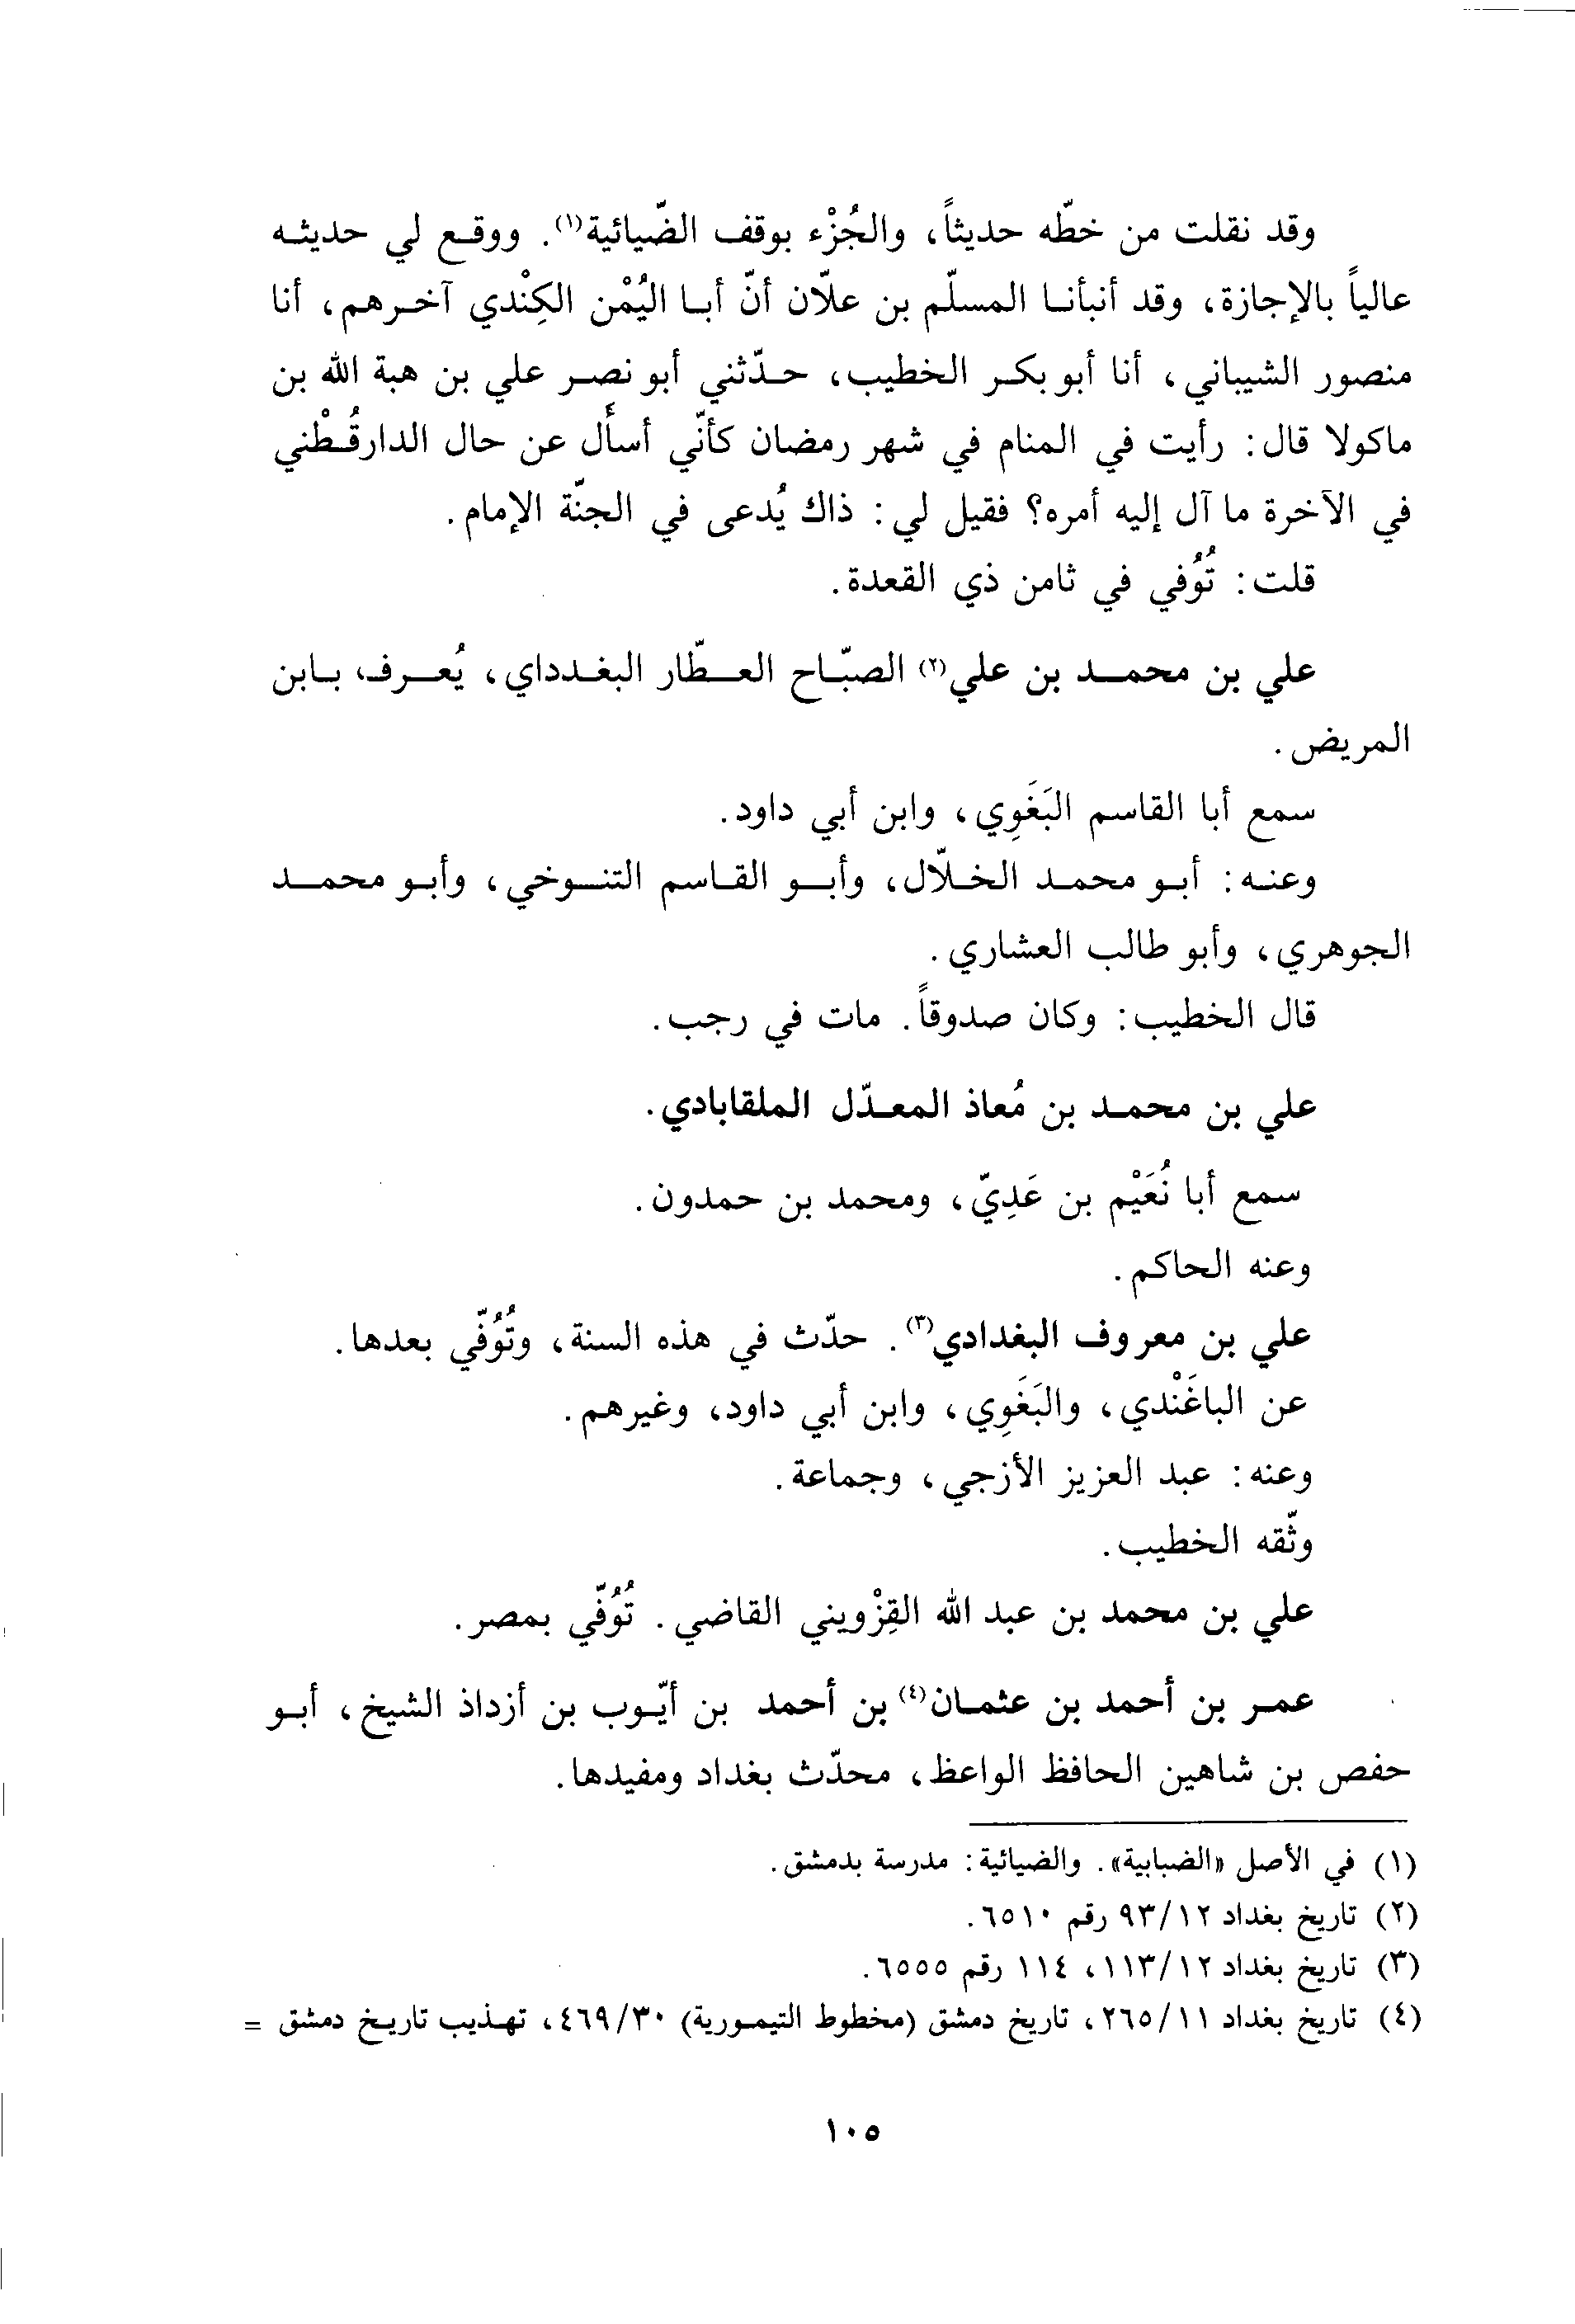 وقد نقلت من خطّه حديثاً، والجُزْء بوقف الضّيائية(١). ووقع لي حديثه
عالياً بالإجازة، وقد أنبأنا المسلّم بن علاّن أنّ أبا اليُمْن الكِنْدي آخرهم، أنا
منصور الشيباني، أنا أبو بكر الخطيب، حدّثني أبو نصر علي بن هبة الله بن
ماكولا قال: رأيت في المنام في شهر رمضان كأنّي أسأل عن حال الدارقُطْني
في الآخرة ما آل إليه أمره؟ فقيل لي: ذاك يُدعى في الجنّة الإمام.
قلت: تُوُفي في ثامن ذي القعدة.
علي بن محمد بن علي(٢) الصبّاح العطّار البغدداي، يُعرف بابن
المريض.
سمع أبا القاسم البَغَوِي، وابن أبي داود.
وعنه: أبو محمد الخلاّل، وأبو القاسم التنوخي، وأبو محمد
الجوهري، وأبو طالب العشاري.
قال الخطيب: وكان صدوقاً. مات في رجب.
علي بن محمد بن مُعاذ المعدّل الملقابادي.
سمع أبا نُعَيْم بن عَدِيّ، ومحمد بن حمدون.
وعنه الحاكم.
علي بن معروف البغدادي(٣). حدّث في هذه السنة، وتُوُفّي بعدها.
عن الباغَنْدي، والبَغَوِي، وابن أبي داود، وغيرهم.
وعنه: عبد العزيز الأزجي، وجماعة.
وثّقه الخطيب.
علي بن محمد بن عبد الله القِزْويني القاضي. تُوُفّي بمصر.
عمر بن أحمد بن عثمان(٤) بن أحمد بن أيّوب بن أزداذ الشيخ، أبو
حفص بن شاهين الحافظ الواعظ، محدّث بغداد ومفيدها.
(١) في الأصل «الضبابية». والضيائية: مدرسة بدمشق.
(٢) تاريخ بغداد ٩٣/١٢ رقم ٦٥١٠.
(٣) تاريخ بغداد ١١٣/١٢، ١١٤ رقم ٦٥٥٥.
(٤) تاريخ بغداد ٢٦٥/١١، تاريخ دمشق (مخطوط التيمورية) ٤٦٩/٣٠، تهذيب تاريخ دمشق =
١٠٥